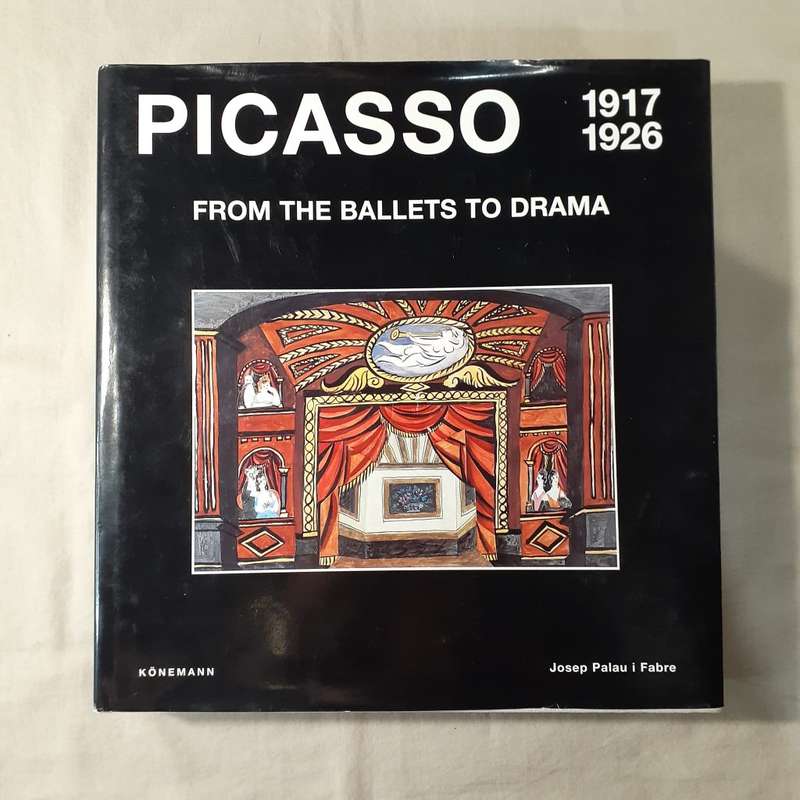 PICASSO
1917
1926
FROM THE BALLETS TO DRAMA
KÖNEMANN
Josep Palau i Fabre